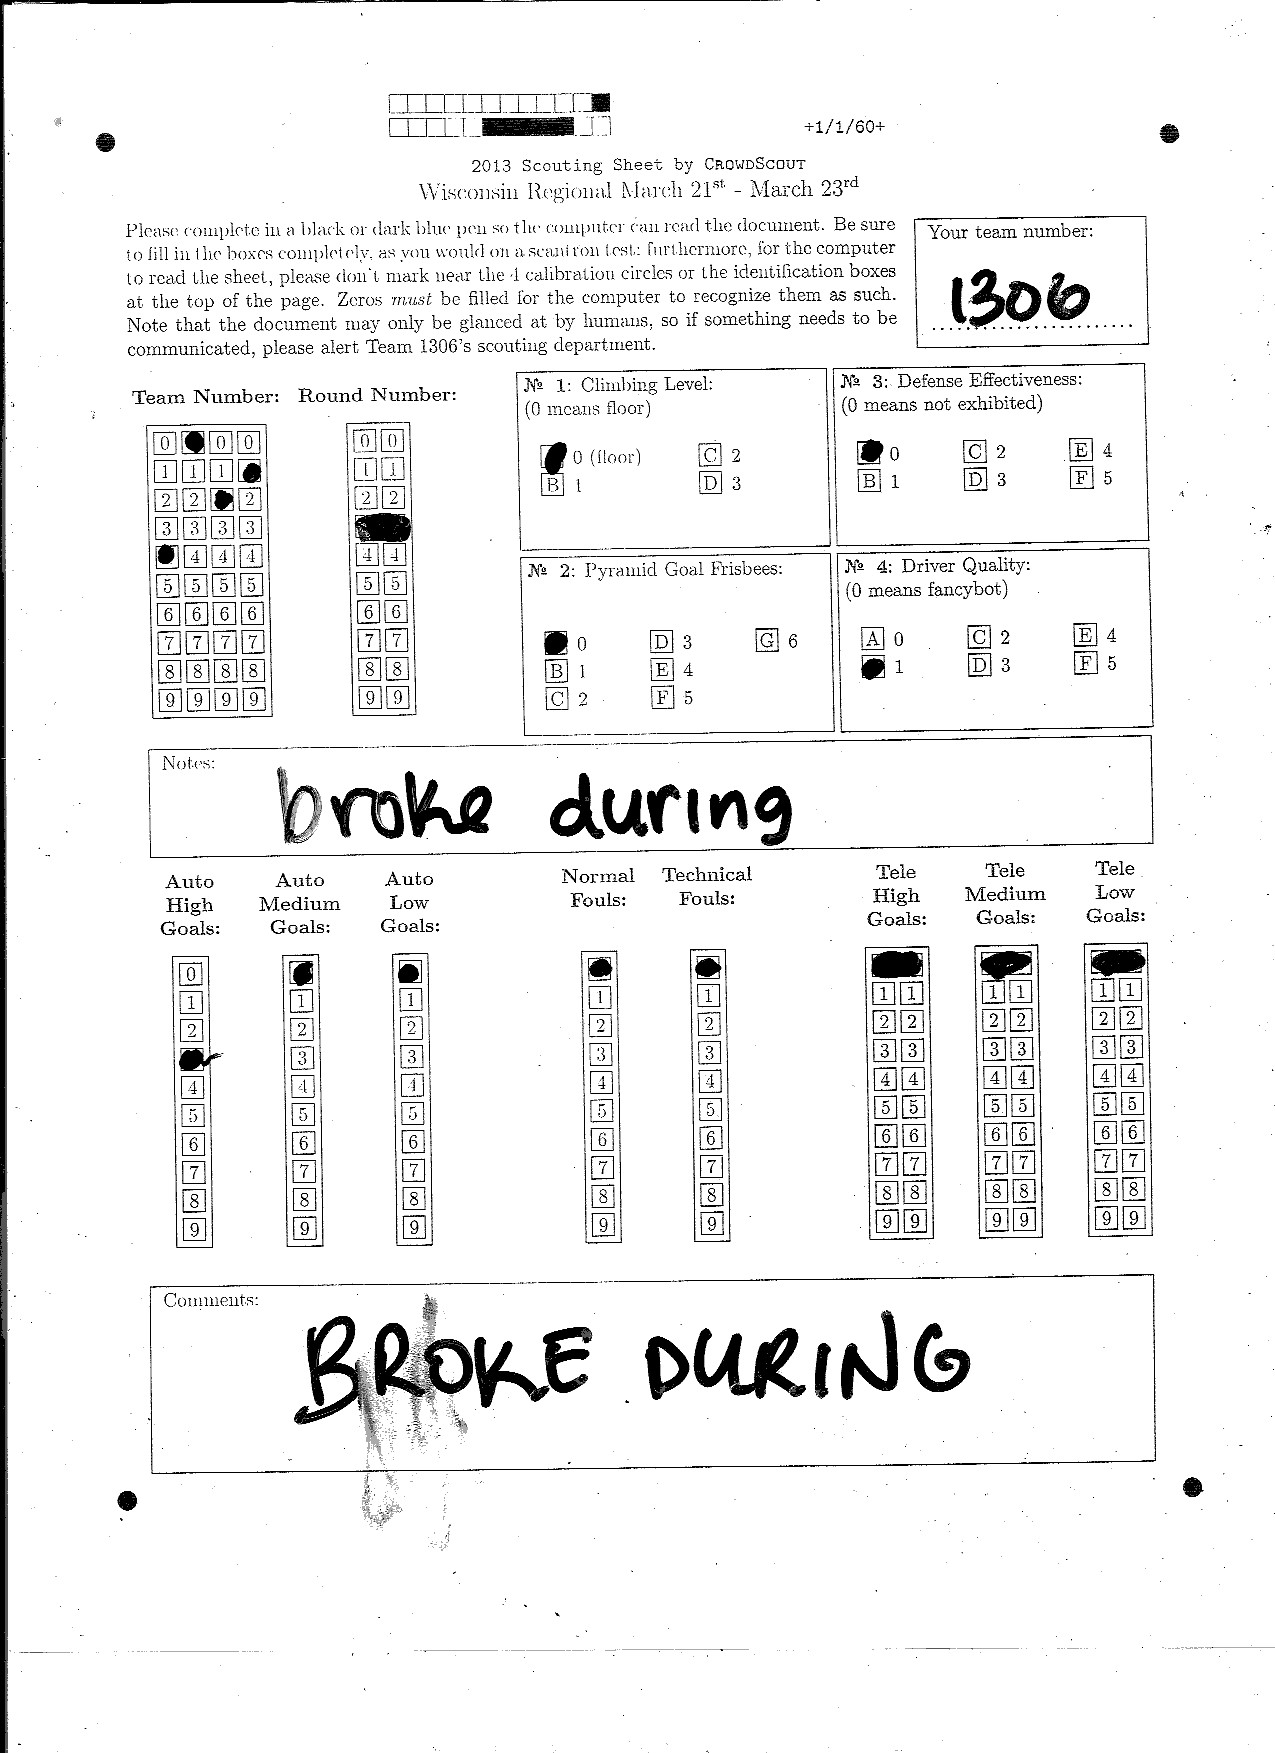 +1/1/60+
2013 Scouting Sheet by CROWDSCOUT
Wisconsin Regional March 21st - March 23rd
Please complete in a black or dark blue pen so the computer can read the document. Be sure
to fill in the boxes completely, as you would on a scantron test; furthermore, for the computer
to read the sheet, please don't mark near the 4 calibration circles or the identification boxes
at the top of the page. Zeros must be filled for the computer to recognize them as such.
Note that the document may only be glanced at by humans, so if something needs to be
communicated, please alert Team 1306's scouting department.
Your team number:
1306
Team Number: Round Number:
0 0 0 0 0
1 1 1 1 1
2 2 2 2 2
3 3 3 3
4 4 4 4 4
5 5 5 5 5 5
6 6 6 6 6 6
7 7 7 7 7 7
8 8 8 8 8 8
9 9 9 9 9 9
№ 1: Climbing Level:
(0 means floor)
0 (floor) C 2
B 1 D 3
№ 3: Defense Effectiveness:
(0 means not exhibited)
0 C 2 E 4
B 1 D 3 F 5
№ 2: Pyramid Goal Frisbees:
0 D 3 G 6
B 1 E 4
C 2 F 5
№ 4: Driver Quality:
(0 means fancybot)
A 0 C 2 E 4
1 D 3 F 5
Notes:
broke during
Auto High Goals: Auto Medium Goals: Auto Low Goals: Normal Fouls: Technical Fouls: Tele High Goals: Tele Medium Goals: Tele Low Goals:
0
1 1 1 1 1 1 1 1 1 1 1
2 2 2 2 2 2 2 2 2 2 2
3 3 3 3 3 3 3 3 3 3
4 4 4 4 4 4 4 4 4 4 4
5 5 5 5 5 5 5 5 5 5 5
6 6 6 6 6 6 6 6 6 6 6
7 7 7 7 7 7 7 7 7 7 7
8 8 8 8 8 8 8 8 8 8 8
9 9 9 9 9 9 9 9 9 9 9
Comments:
BROKE DURING